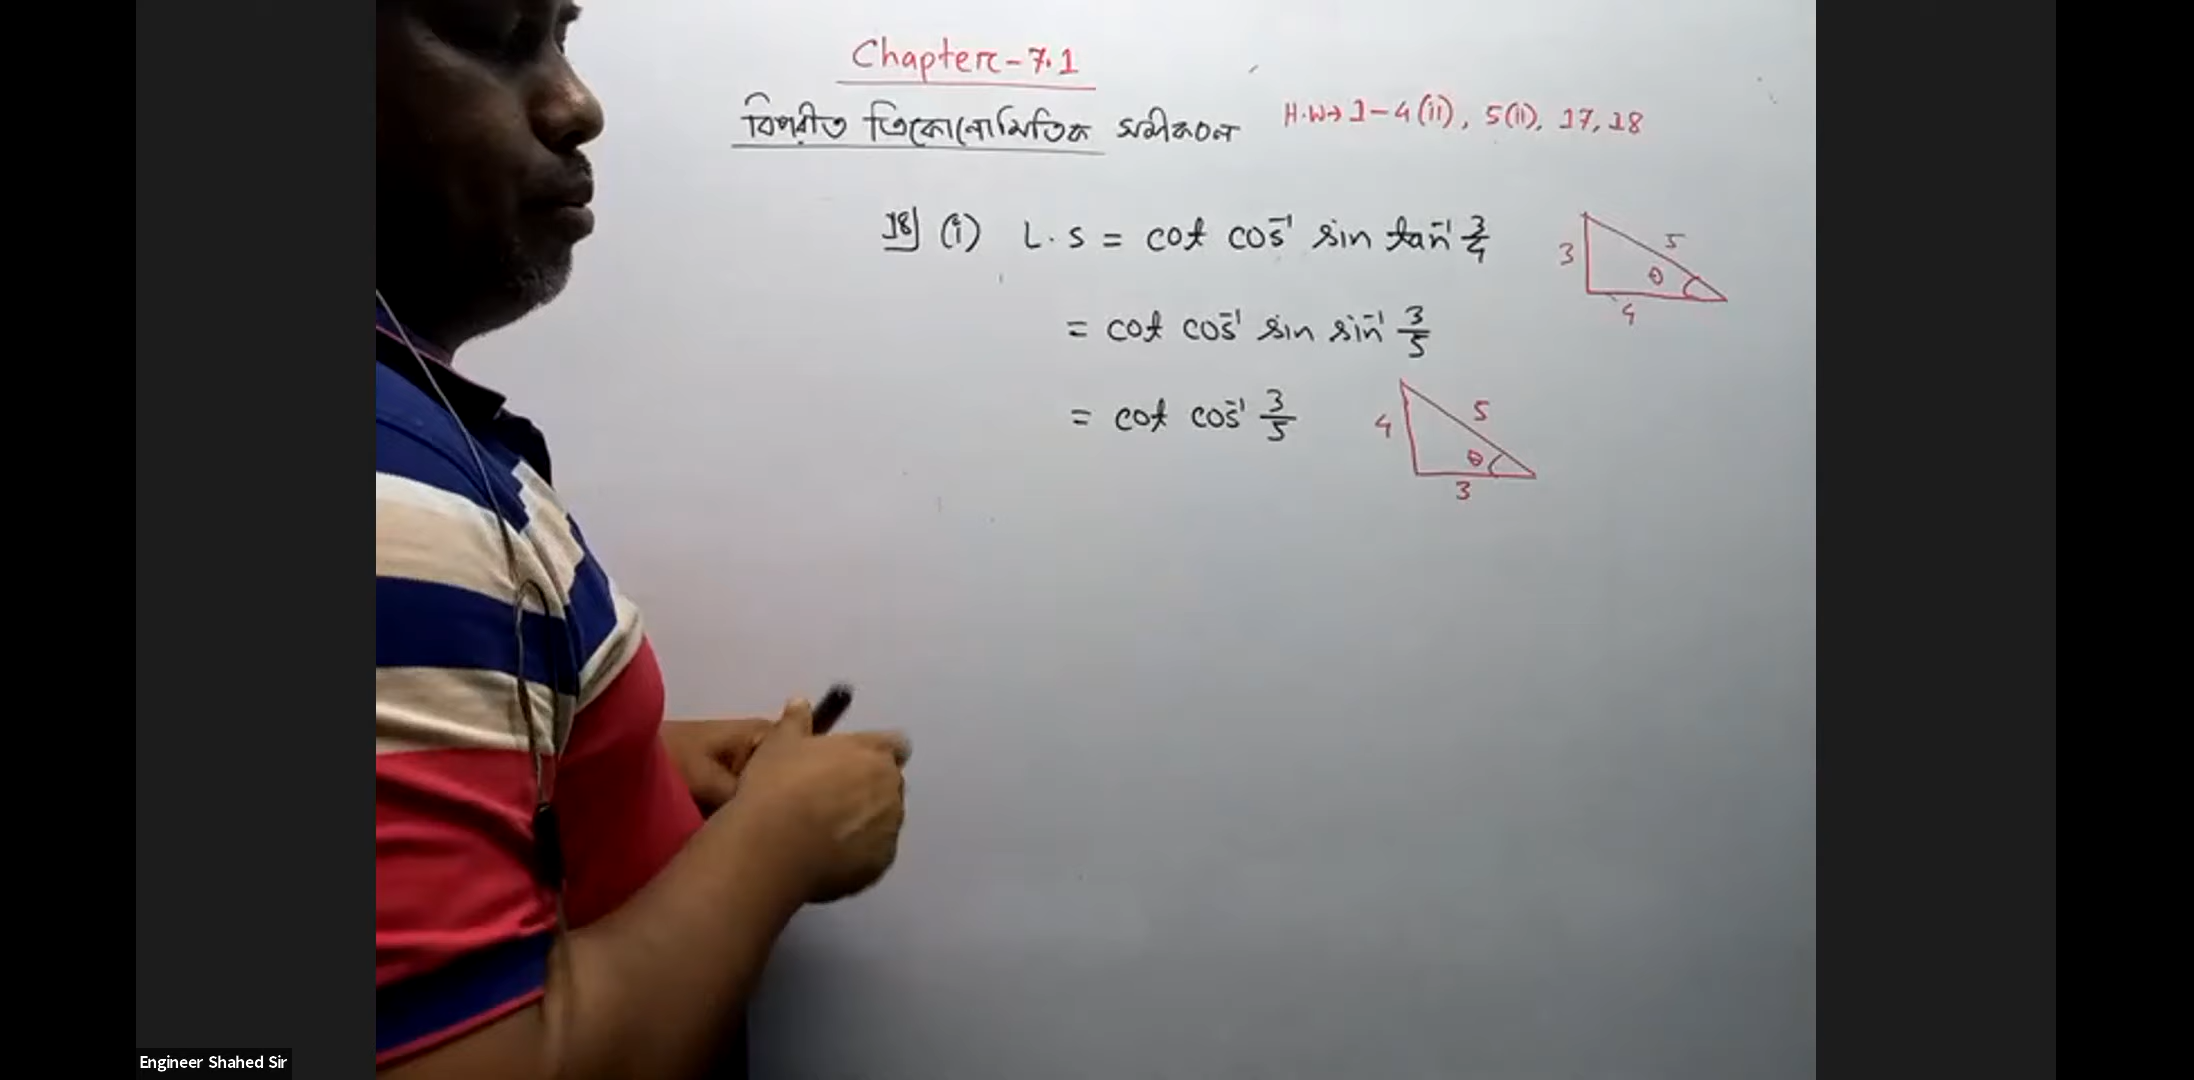 Chapter-7.1
বিপরীত ত্রিকোনোমিতিক সমীকরণ
H.W→ 1-4(ii), 5(ii), 17, 18
18] (i) L.S = cot cos⁻¹ sin tan⁻¹ 3/4
= cot cos⁻¹ sin sin⁻¹ 3/5
= cot cos⁻¹ 3/5
3 5 θ 4
4 5 θ 3
Engineer Shahed Sir